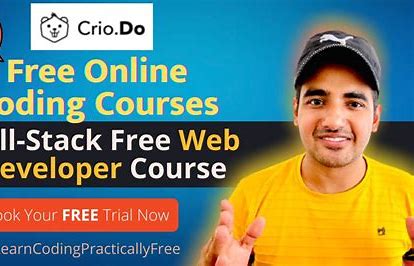 Crio.Do
Free Online
oding Courses
ll-Stack Free Web
eveloper Course
ook Your FREE Trial Now
earnCodingPracticallyFree